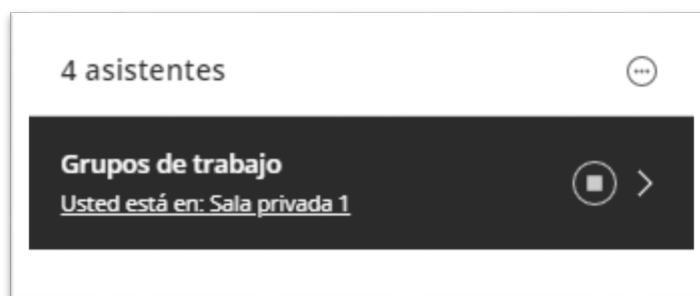 4 asistentes
Grupos de trabajo
Usted está en: Sala privada 1